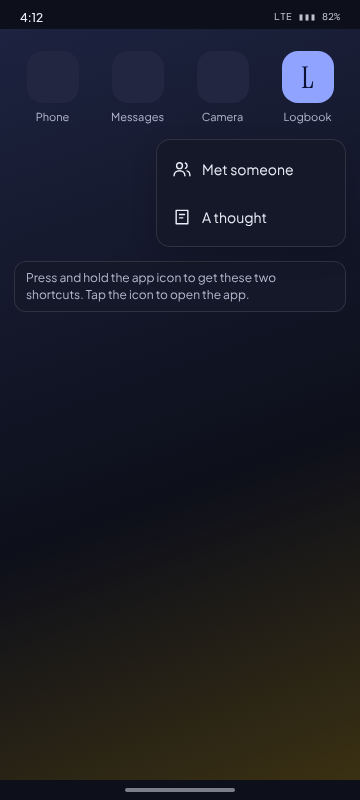 4:12
LTE 82%
Phone Messages Camera Logbook
L
Met someone
A thought
Press and hold the app icon to get these two
shortcuts. Tap the icon to open the app.